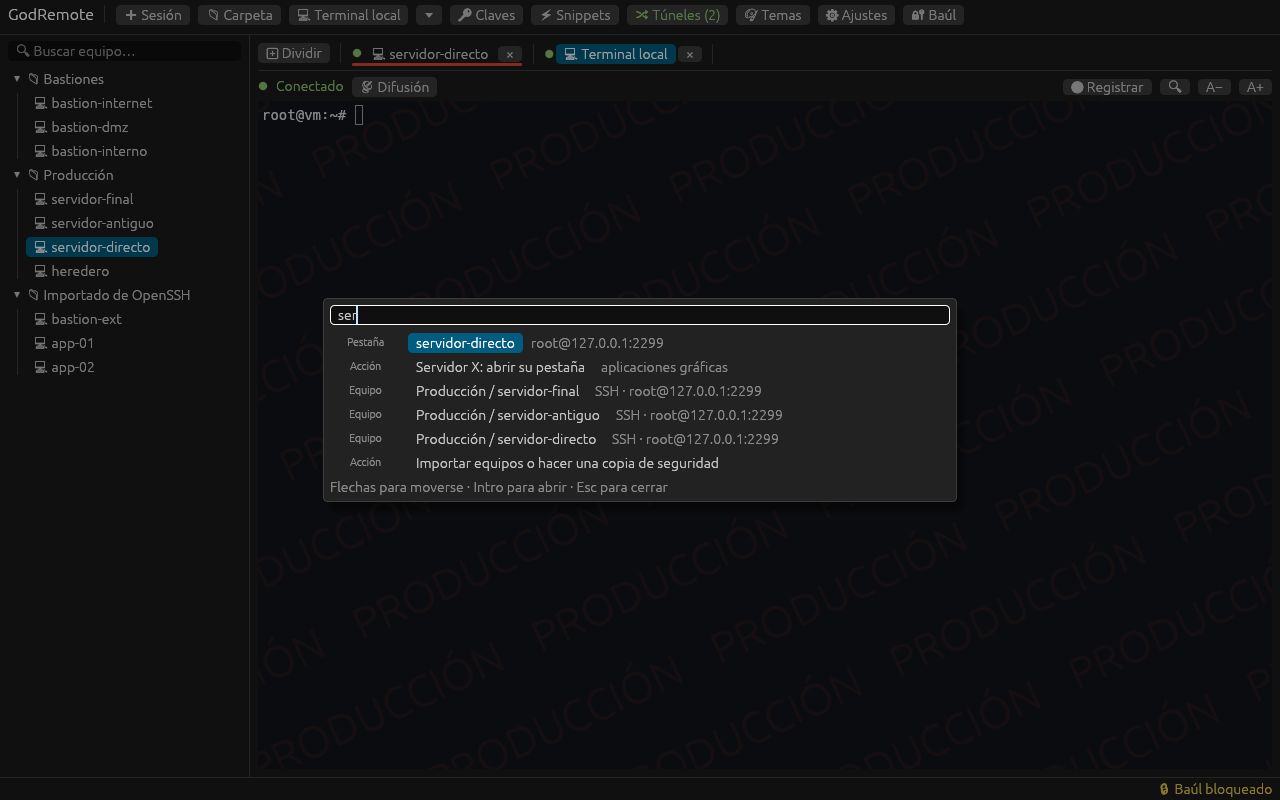 GodRemote
+ Sesión
Carpeta
Terminal local
Claves
Snippets
Túneles (2)
Temas
Ajustes
Baúl
Buscar equipo…
Bastiones
bastion-internet
bastion-dmz
bastion-interno
Producción
servidor-final
servidor-antiguo
servidor-directo
heredero
Importado de OpenSSH
bastion-ext
app-01
app-02
Dividir
servidor-directo ×
Terminal local ×
Conectado
Difusión
Registrar
A−
A+
root@vm:~#
ser
Pestaña servidor-directo root@127.0.0.1:2299
Acción Servidor X: abrir su pestaña aplicaciones gráficas
Equipo Producción / servidor-final SSH · root@127.0.0.1:2299
Equipo Producción / servidor-antiguo SSH · root@127.0.0.1:2299
Equipo Producción / servidor-directo SSH · root@127.0.0.1:2299
Acción Importar equipos o hacer una copia de seguridad
Flechas para moverse · Intro para abrir · Esc para cerrar
PRODUCCIÓN
Baúl bloqueado